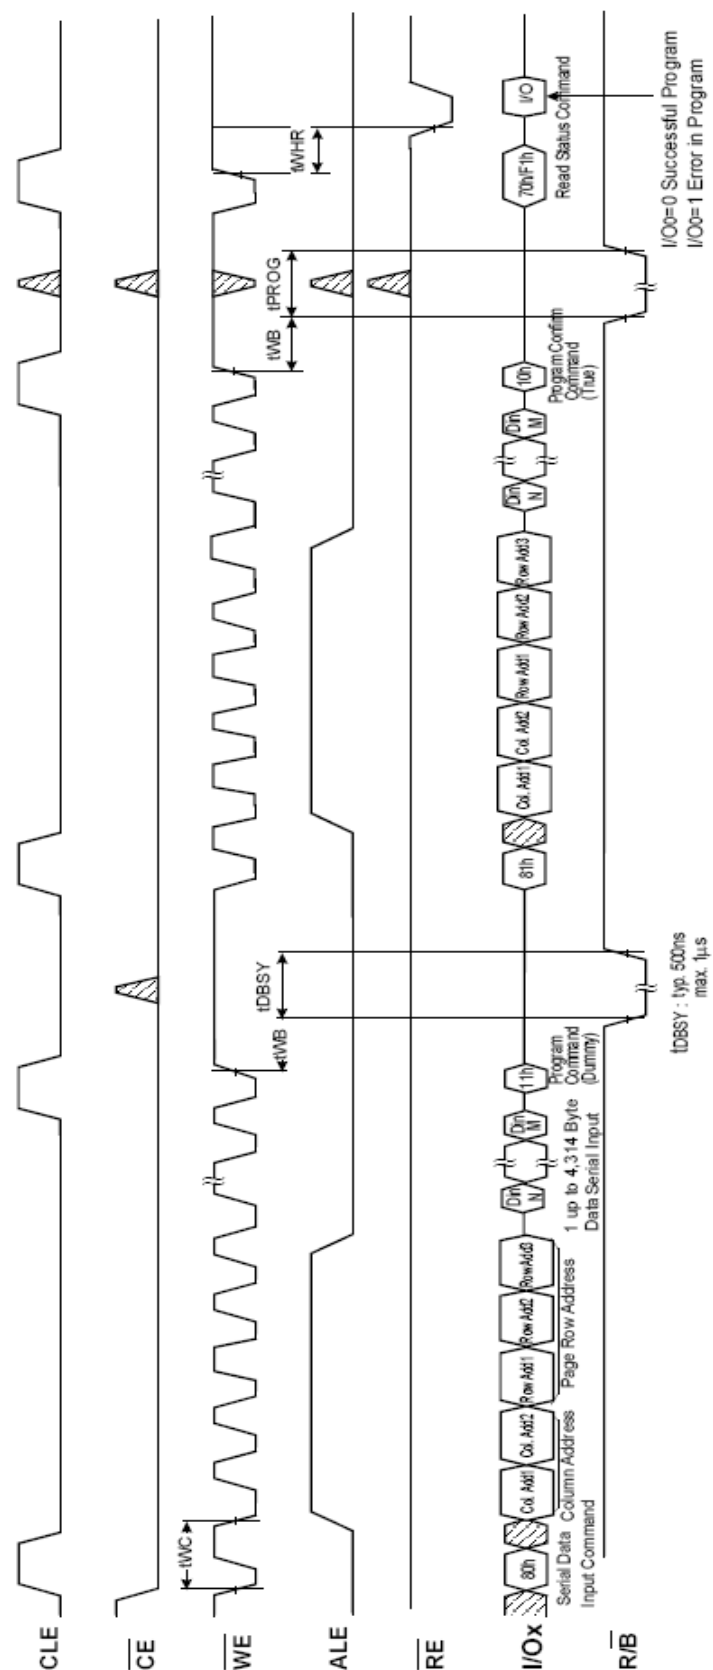 CLE
CE
WE
ALE
RE
I/Ox
R/B
tWC
tWB
tDBSY
tWB
tPROG
tWHR
80h
Col. Add1
Col. Add2
Row Add1
Row Add2
Row Add3
Din
N
Din
M
11h
81h
Col. Add1
Col. Add2
Row Add1
Row Add2
Row Add3
Din
N
Din
M
10h
70h/F1h
I/O
Serial Data
Input Command
Column Address
Page Row Address
1 up to 4,314 Byte
Data Serial Input
Program
Command
(Dummy)
Program Confirm
Command
(True)
Read Status Command
tDBSY : typ. 500ns
max. 1μs
I/O0=0 Successful Program
I/O0=1 Error in Program